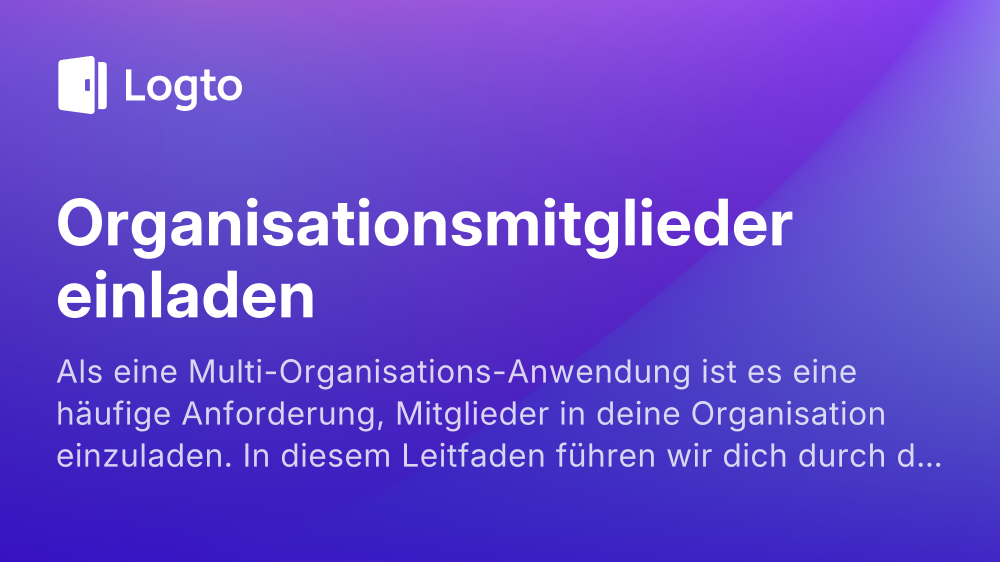 Logto
Organisationsmitglieder
einladen
Als eine Multi-Organisations-Anwendung ist es eine
häufige Anforderung, Mitglieder in deine Organisation
einzuladen. In diesem Leitfaden führen wir dich durch d...